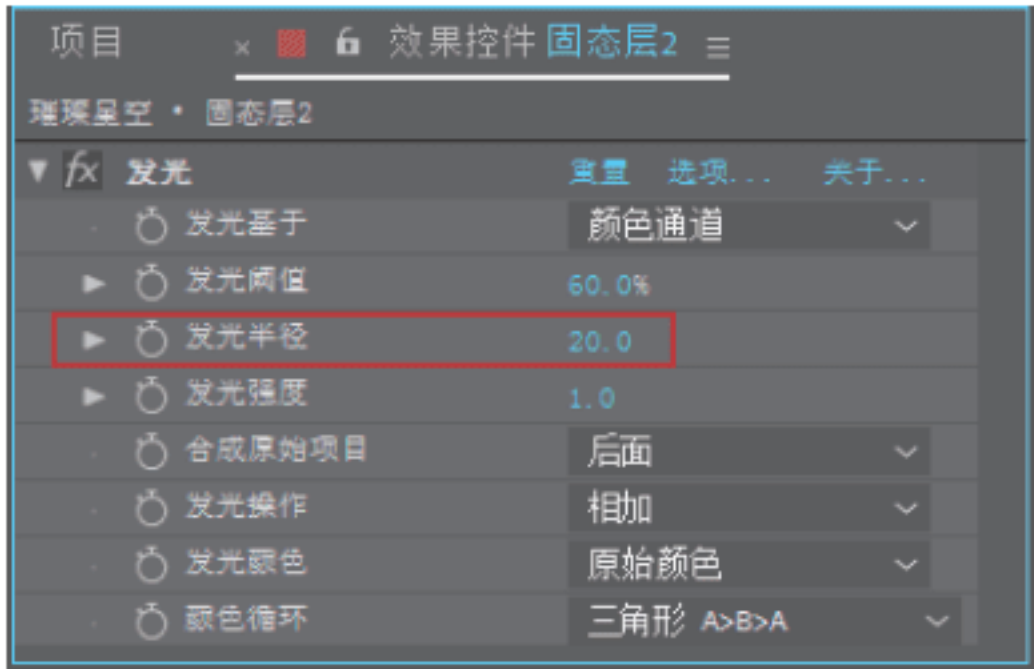 项目 × 效果控件 固态层2
璀璨星空 • 固态层2
fx 发光 重置 选项... 关于...
发光基于 颜色通道
发光阈值 60.0%
发光半径 20.0
发光强度 1.0
合成原始项目 后面
发光操作 相加
发光颜色 原始颜色
颜色循环 三角形 A>B>A